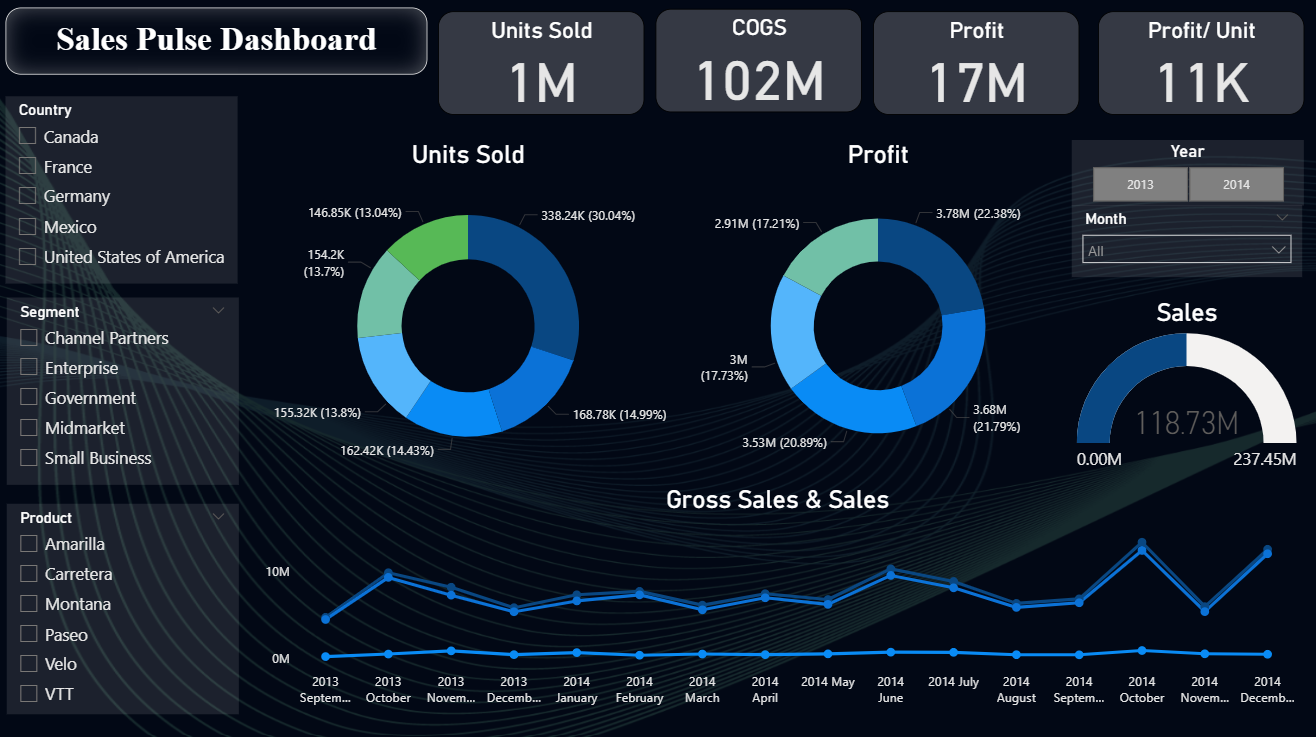 Sales Pulse Dashboard
Units Sold
1M
COGS
102M
Profit
17M
Profit/ Unit
11K
Country
Canada
France
Germany
Mexico
United States of America
Segment
Channel Partners
Enterprise
Government
Midmarket
Small Business
Product
Amarilla
Carretera
Montana
Paseo
Velo
VTT
Units Sold
146.85K (13.04%)
338.24K (30.04%)
154.2K
(13.7%)
155.32K (13.8%)
168.78K (14.99%)
162.42K (14.43%)
Profit
2.91M (17.21%)
3.78M (22.38%)
3M
(17.73%)
3.68M
(21.79%)
3.53M (20.89%)
Year
2013
2014
Month
All
Sales
118.73M
0.00M
237.45M
Gross Sales & Sales
10M
0M
2013
Septem...
2013
October
2013
Novem...
2013
Decemb...
2014
January
2014
February
2014
March
2014
April
2014 May
2014
June
2014 July
2014
August
2014
Septem...
2014
October
2014
Novem...
2014
Decemb...